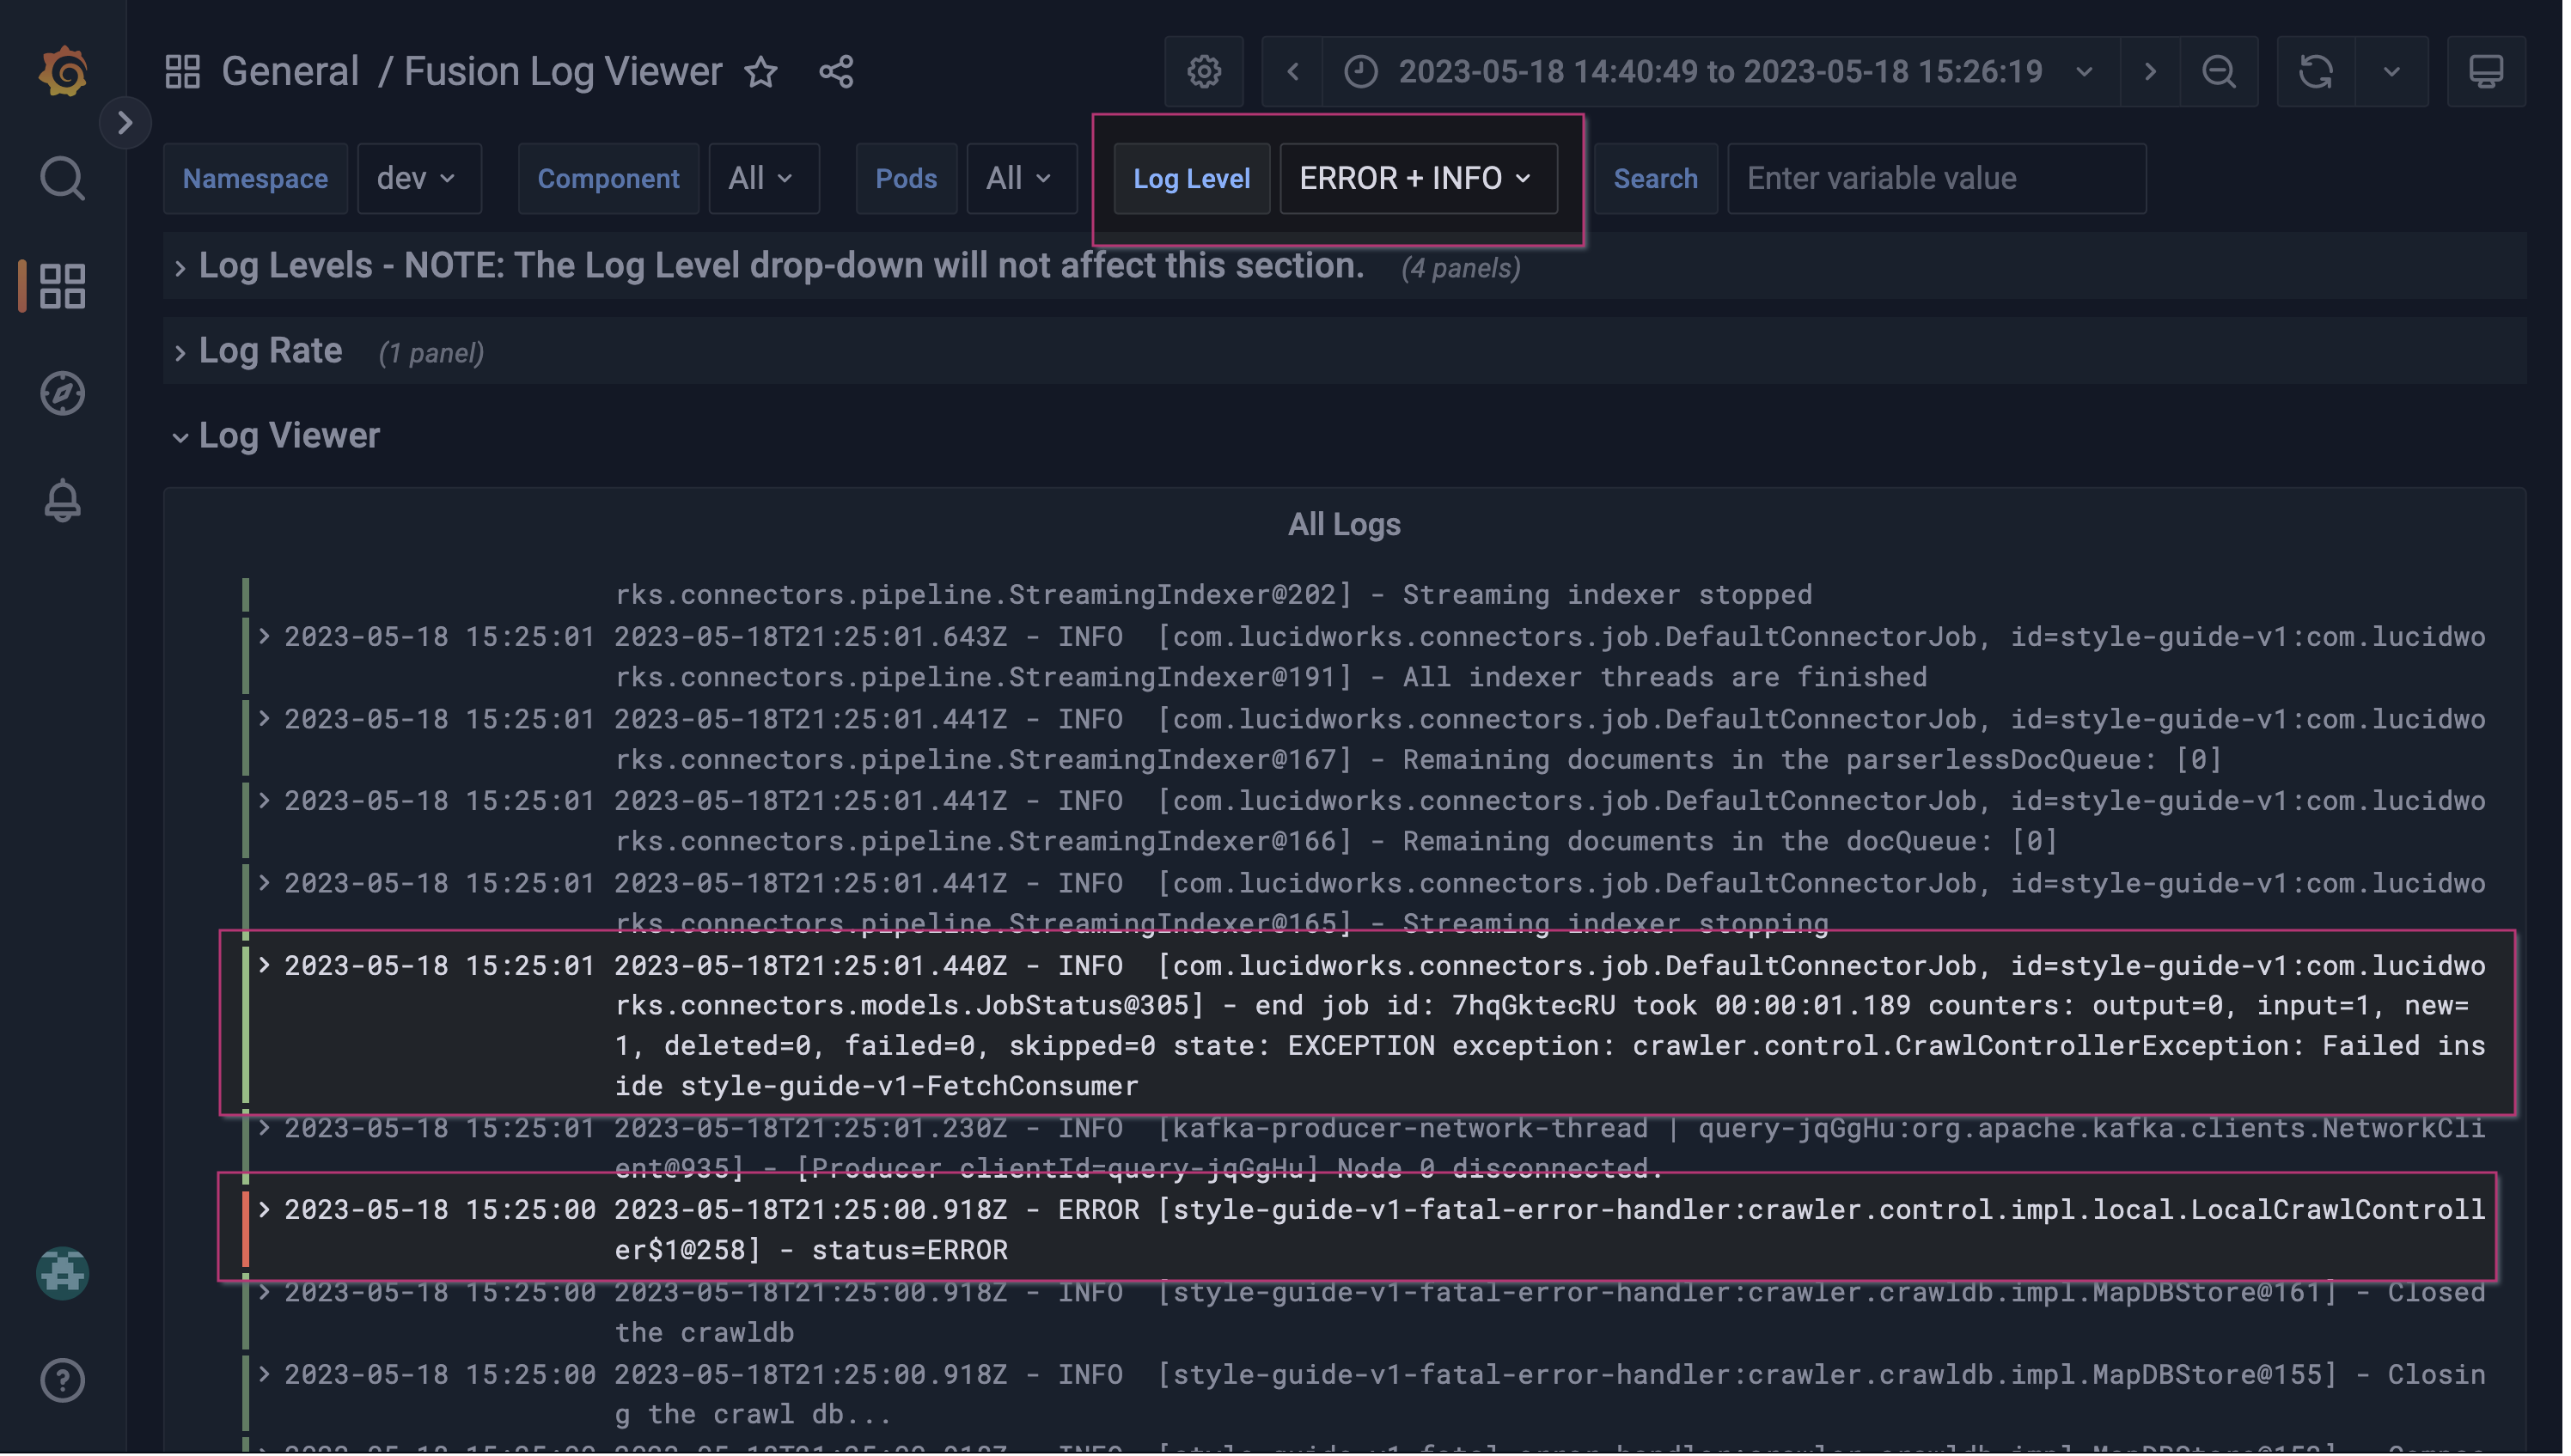 General / Fusion Log Viewer
2023-05-18 14:40:49 to 2023-05-18 15:26:19
Namespace dev Component All Pods All Log Level ERROR + INFO Search Enter variable value
Log Levels - NOTE: The Log Level drop-down will not affect this section. (4 panels)
Log Rate (1 panel)
Log Viewer
All Logs
rks.connectors.pipeline.StreamingIndexer@202] - Streaming indexer stopped
2023-05-18 15:25:01 2023-05-18T21:25:01.643Z - INFO [com.lucidworks.connectors.job.DefaultConnectorJob, id=style-guide-v1:com.lucidwo
rks.connectors.pipeline.StreamingIndexer@191] - All indexer threads are finished
2023-05-18 15:25:01 2023-05-18T21:25:01.441Z - INFO [com.lucidworks.connectors.job.DefaultConnectorJob, id=style-guide-v1:com.lucidwo
rks.connectors.pipeline.StreamingIndexer@167] - Remaining documents in the parserlessDocQueue: [0]
2023-05-18 15:25:01 2023-05-18T21:25:01.441Z - INFO [com.lucidworks.connectors.job.DefaultConnectorJob, id=style-guide-v1:com.lucidwo
rks.connectors.pipeline.StreamingIndexer@166] - Remaining documents in the docQueue: [0]
2023-05-18 15:25:01 2023-05-18T21:25:01.441Z - INFO [com.lucidworks.connectors.job.DefaultConnectorJob, id=style-guide-v1:com.lucidwo
rks.connectors.pipeline.StreamingIndexer@165] - Streaming indexer stopping
2023-05-18 15:25:01 2023-05-18T21:25:01.440Z - INFO [com.lucidworks.connectors.job.DefaultConnectorJob, id=style-guide-v1:com.lucidwo
rks.connectors.models.JobStatus@305] - end job id: 7hqGktecRU took 00:00:01.189 counters: output=0, input=1, new=
1, deleted=0, failed=0, skipped=0 state: EXCEPTION exception: crawler.control.CrawlControllerException: Failed ins
ide style-guide-v1-FetchConsumer
2023-05-18 15:25:01 2023-05-18T21:25:01.230Z - INFO [kafka-producer-network-thread | query-jqGgHu:org.apache.kafka.clients.NetworkCli
ent@935] - [Producer clientId=query-jqGgHu] Node 0 disconnected.
2023-05-18 15:25:00 2023-05-18T21:25:00.918Z - ERROR [style-guide-v1-fatal-error-handler:crawler.control.impl.local.LocalCrawlControll
er$1@258] - status=ERROR
2023-05-18 15:25:00 2023-05-18T21:25:00.918Z - INFO [style-guide-v1-fatal-error-handler:crawler.crawldb.impl.MapDBStore@161] - Closed
the crawldb
2023-05-18 15:25:00 2023-05-18T21:25:00.918Z - INFO [style-guide-v1-fatal-error-handler:crawler.crawldb.impl.MapDBStore@155] - Closin
g the crawl db...